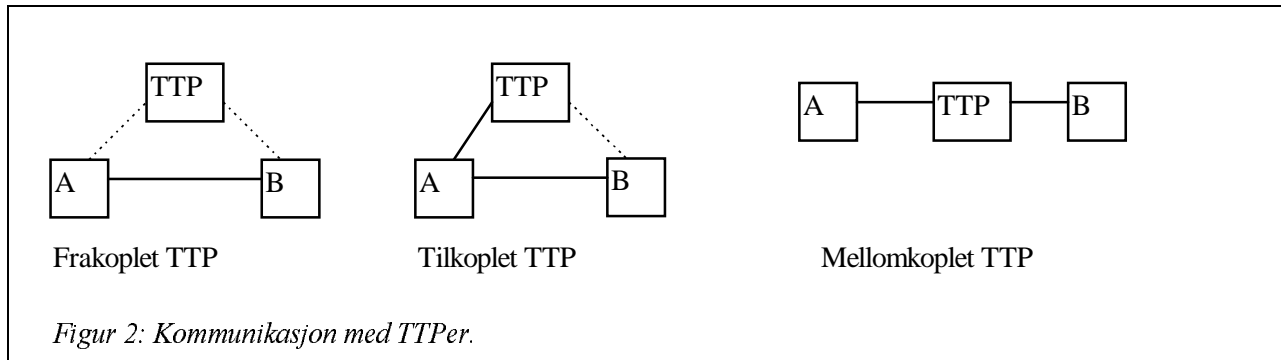 TTP
A
B
Frakoplet TTP
TTP
A
B
Tilkoplet TTP
A
TTP
B
Mellomkoplet TTP
Figur 2: Kommunikasjon med TTPer.